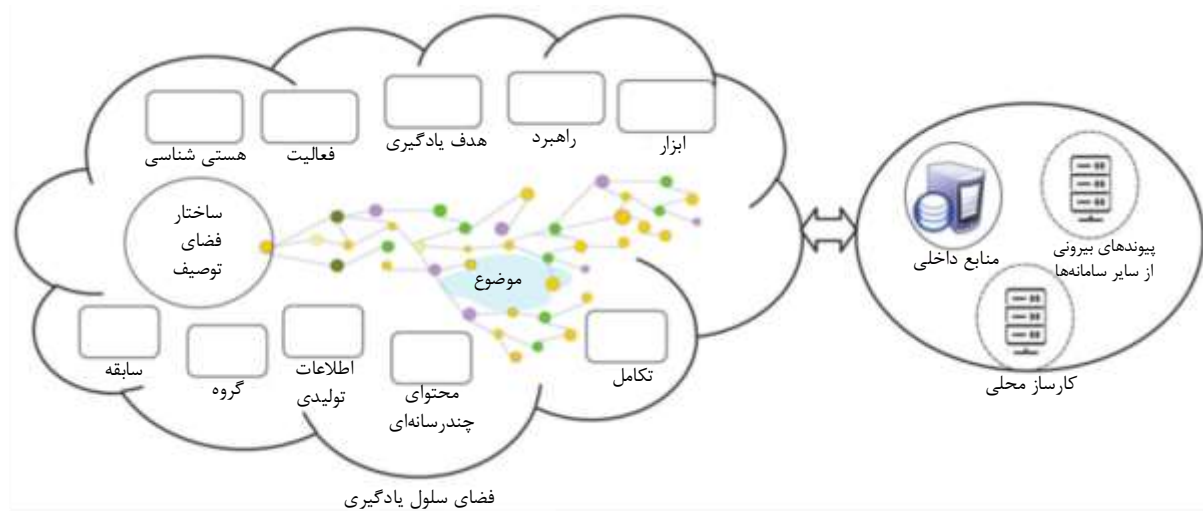 ابزار
راهبرد
هدف یادگیری
فعالیت
هستی شناسی
ساختار
فضای
توصیف
موضوع
تکامل
محتوای
چندرسانه‌ای
اطلاعات
تولیدی
گروه
سابقه
فضای سلول یادگیری
پیوندهای بیرونی
از سایر سامانه‌ها
منابع داخلی
کارساز محلی